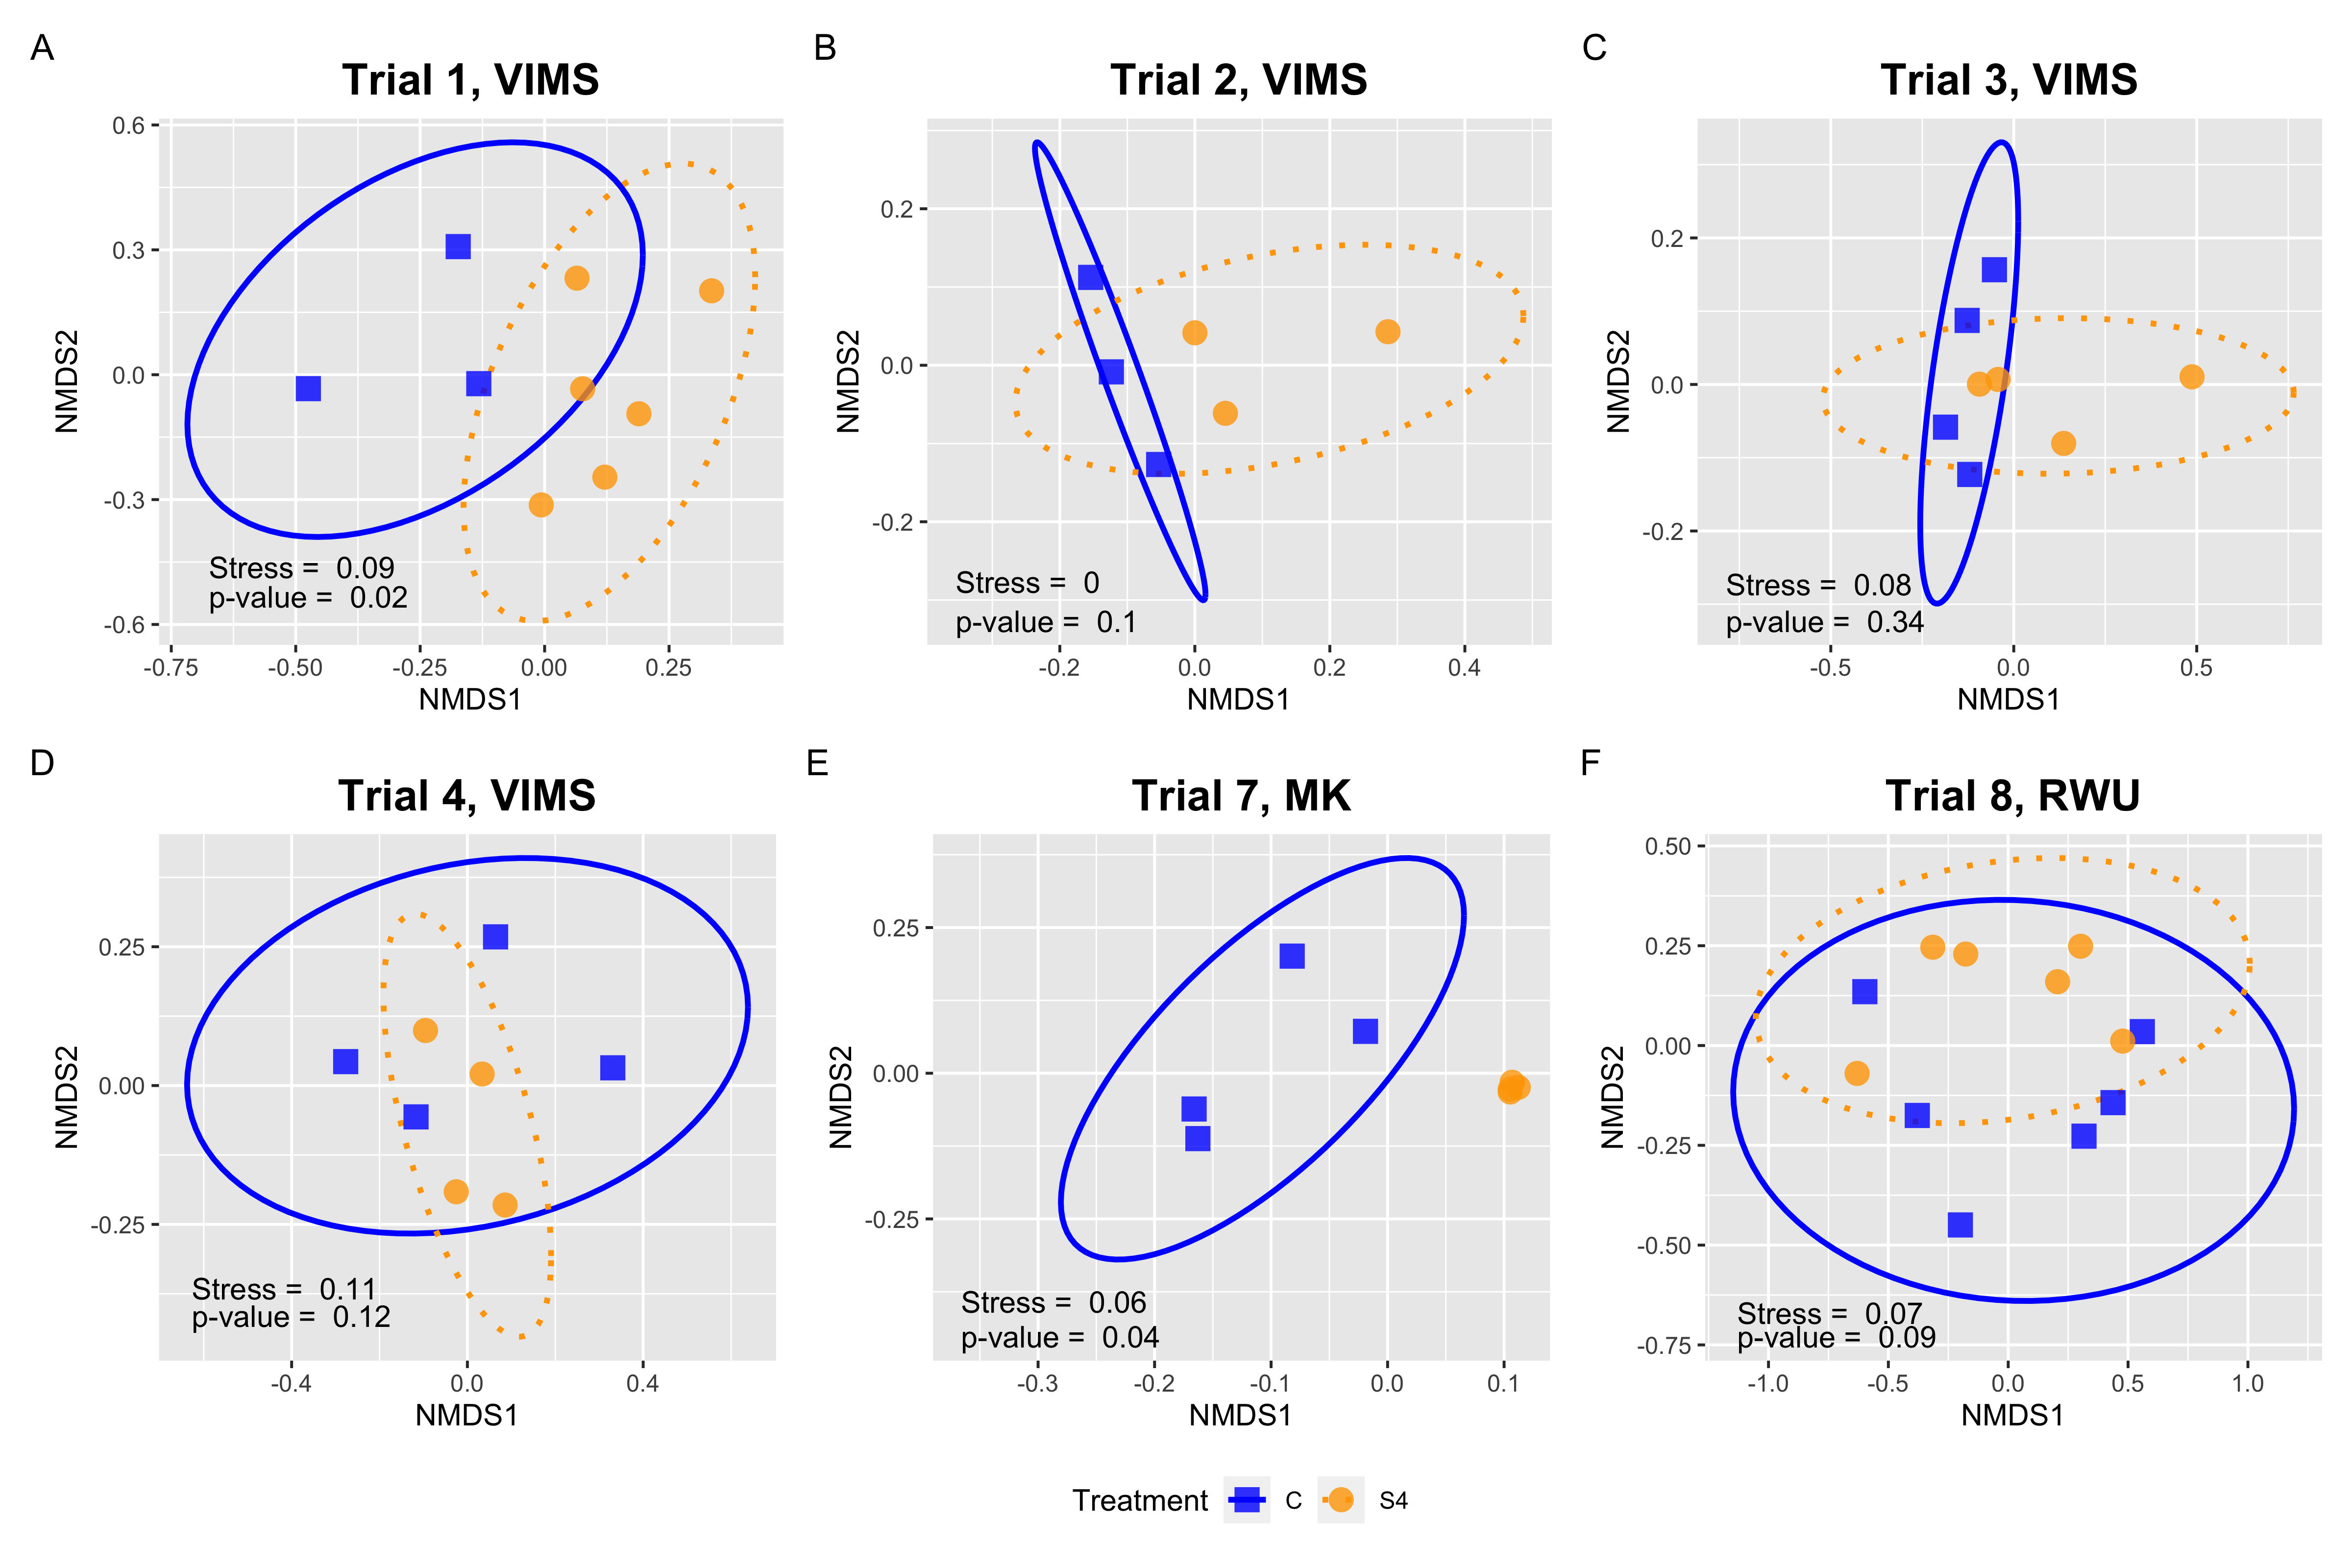 A
B
C
Trial 1, VIMS
Trial 2, VIMS
Trial 3, VIMS
NMDS2
0.6
0.3
0.0
-0.3
-0.6
Stress = 0.09
p-value = 0.02
-0.75 -0.50 -0.25 0.00 0.25
NMDS1
NMDS2
0.2
0.0
-0.2
Stress = 0
p-value = 0.1
-0.2 0.0 0.2 0.4
NMDS1
NMDS2
0.2
0.0
-0.2
Stress = 0.08
p-value = 0.34
-0.5 0.0 0.5
NMDS1
D
E
F
Trial 4, VIMS
Trial 7, MK
Trial 8, RWU
NMDS2
0.25
0.00
-0.25
Stress = 0.11
p-value = 0.12
-0.4 0.0 0.4
NMDS1
NMDS2
0.25
0.00
-0.25
Stress = 0.06
p-value = 0.04
-0.3 -0.2 -0.1 0.0 0.1
NMDS1
NMDS2
0.50
0.25
0.00
-0.25
-0.50
-0.75
Stress = 0.07
p-value = 0.09
-1.0 -0.5 0.0 0.5 1.0
NMDS1
Treatment C S4